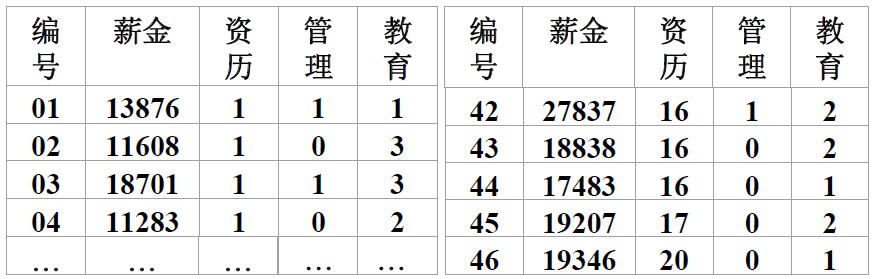 编号 薪金 资历 管理 教育
01 13876 1 1 1
02 11608 1 0 3
03 18701 1 1 3
04 11283 1 0 2
… … … … …
编号 薪金 资历 管理 教育
42 27837 16 1 2
43 18838 16 0 2
44 17483 16 0 1
45 19207 17 0 2
46 19346 20 0 1